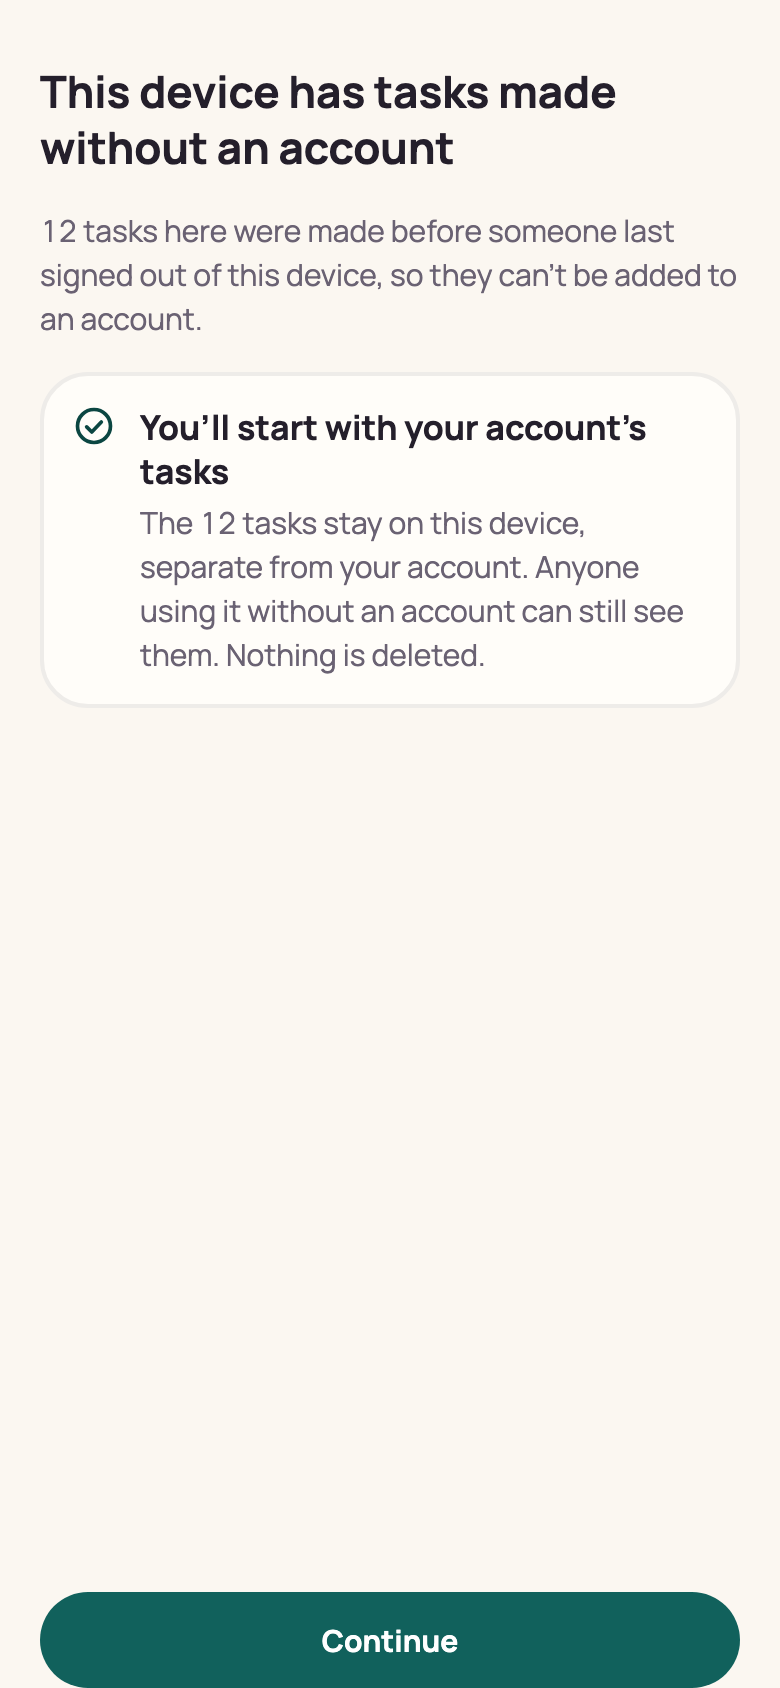 This device has tasks made
without an account
12 tasks here were made before someone last
signed out of this device, so they can’t be added to
an account.
You’ll start with your account’s
tasks
The 12 tasks stay on this device,
separate from your account. Anyone
using it without an account can still see
them. Nothing is deleted.
Continue